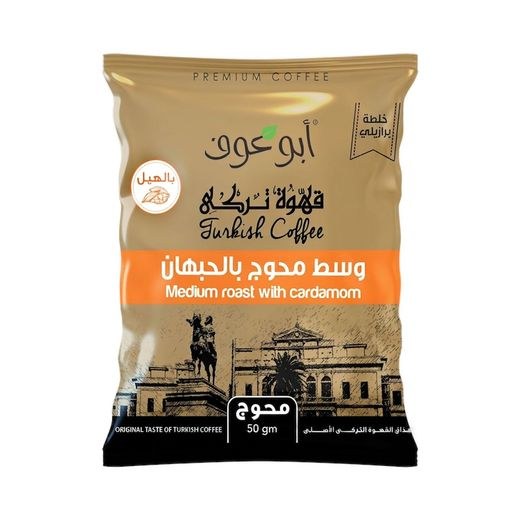 PREMIUM COFFEE
خلطة
برازيلي
أبو عوف®
بالهيل
قهوة تركي
Turkish Coffee
وسط محوج بالحبهان
Medium roast with cardamom
محوج
50 gm
ORIGINAL TASTE OF TURKISH COFFEE
مذاق القهوة التركي الأصلي